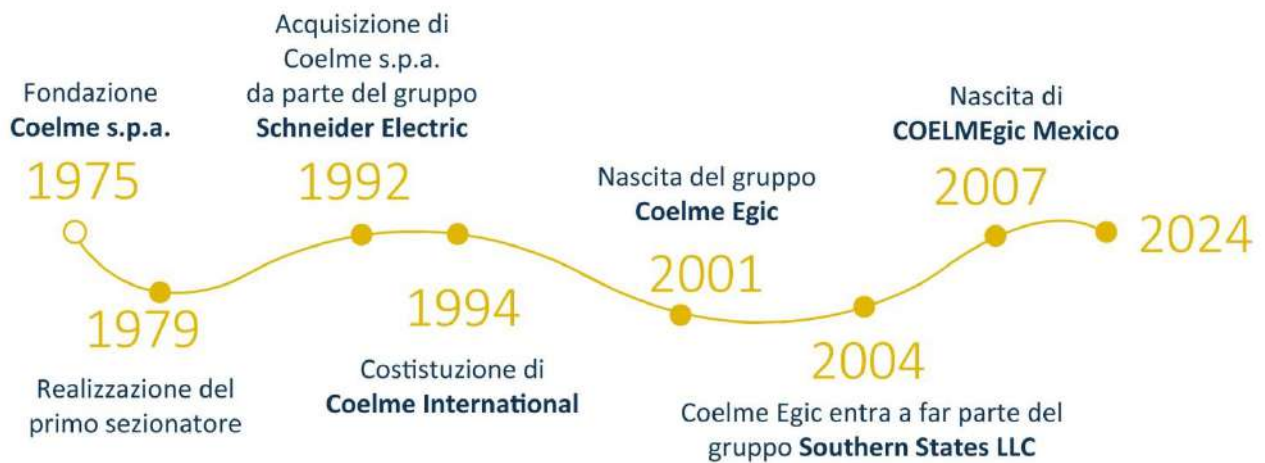 Fondazione
Coelme s.p.a.
1975
1979
Realizzazione del
primo sezionatore
Acquisizione di
Coelme s.p.a.
da parte del gruppo
Schneider Electric
1992
1994
Costistuzione di
Coelme International
Nascita del gruppo
Coelme Egic
2001
2004
Coelme Egic entra a far parte del
gruppo Southern States LLC
Nascita di
COELMEgic Mexico
2007
2024